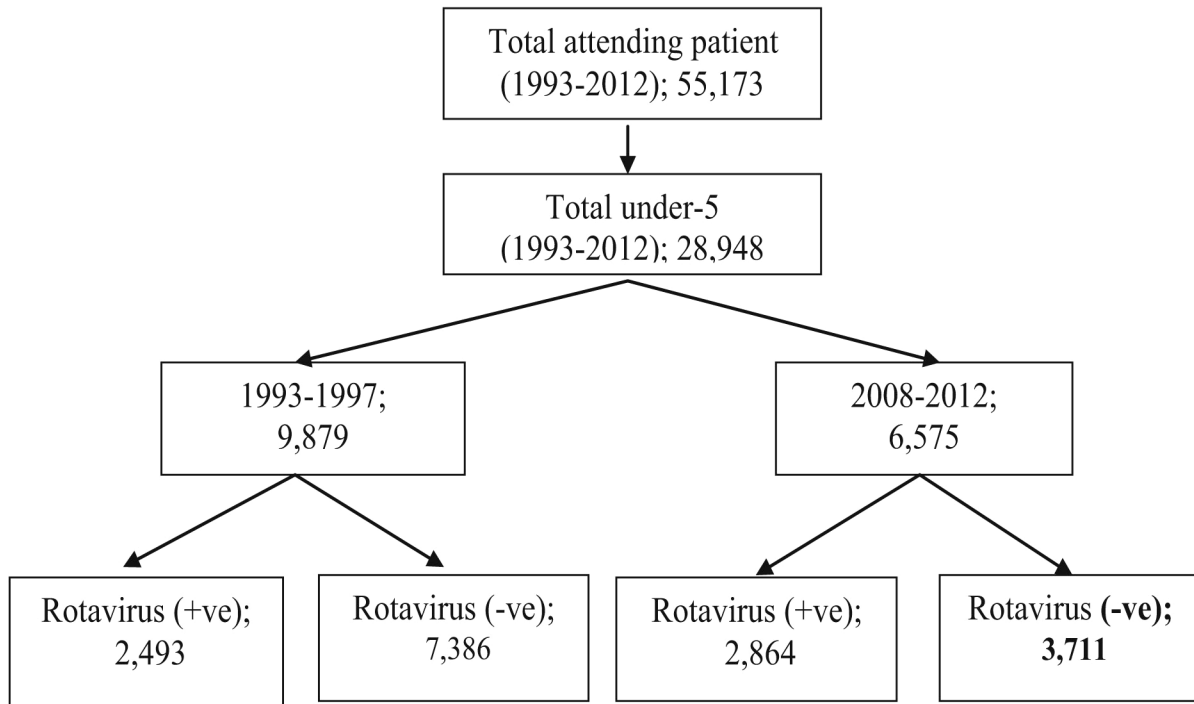 Total attending patient
(1993-2012); 55,173
Total under-5
(1993-2012); 28,948
1993-1997;
9,879
2008-2012;
6,575
Rotavirus (+ve);
2,493
Rotavirus (-ve);
7,386
Rotavirus (+ve);
2,864
Rotavirus (-ve);
3,711